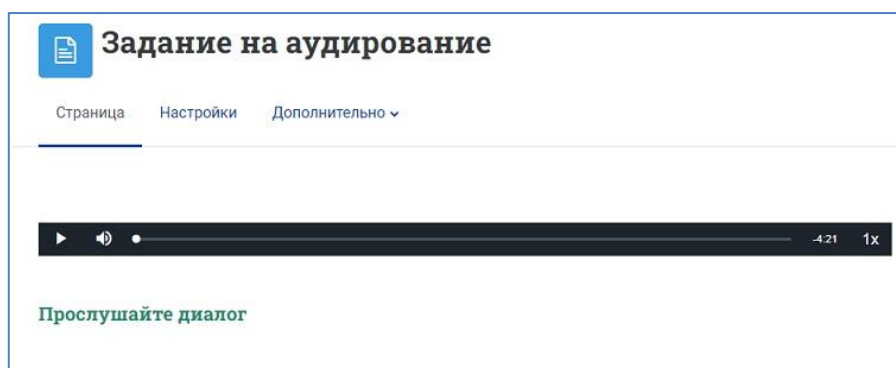 Задание на аудирование
Страница Настройки Дополнительно
-4:21 1x
Прослушайте диалог